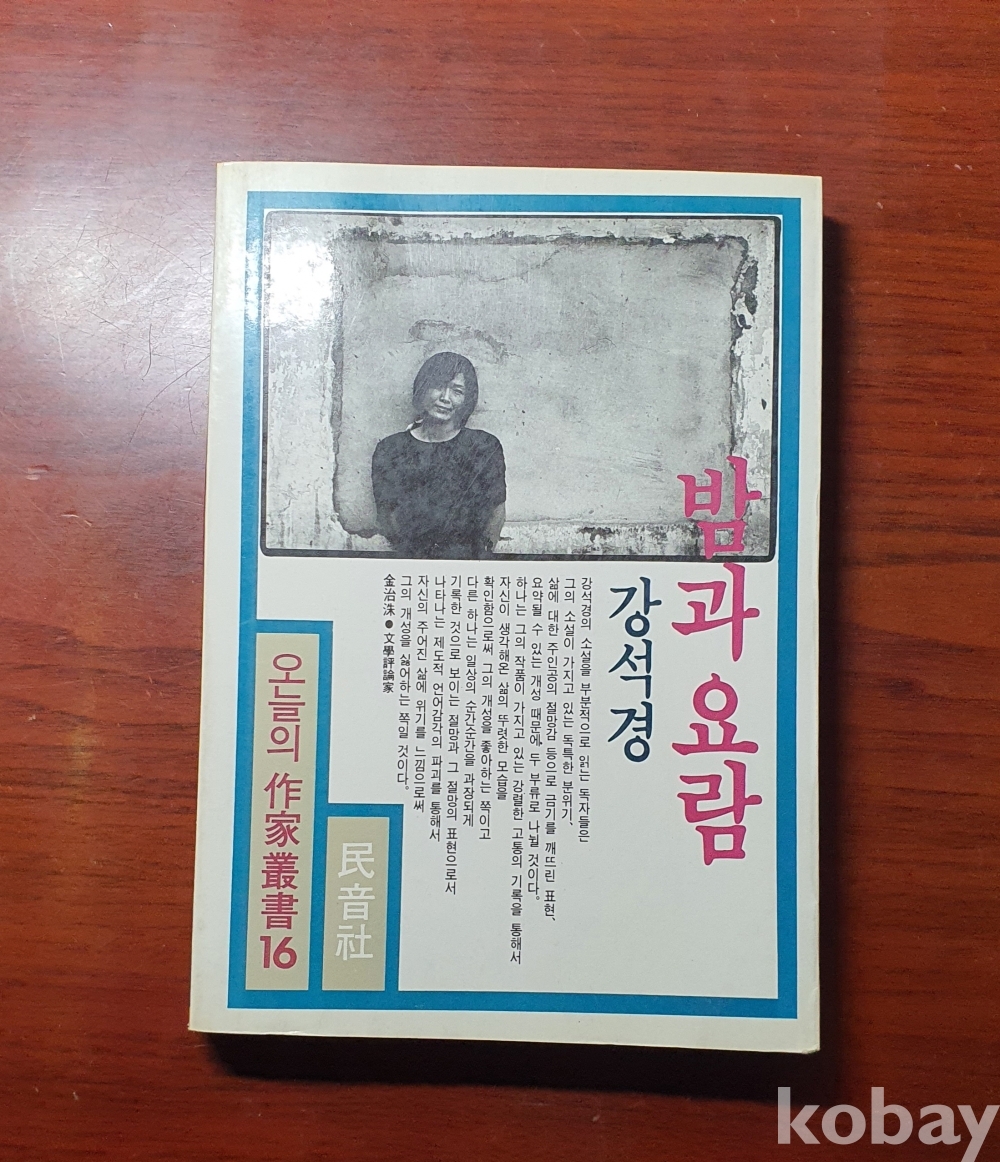 밤과 요람
강석경
강석경의 소설을 부분적으로 읽는 독자들은
그의 소설이 가지고 있는 독특한 분위기,
삶에 대한 주인공의 절망감 등으로 금기를 깨뜨린 표현,
요약될 수 있는 개성 때문에 두 부류로 나뉠 것이다.
하나는 그의 작품이 가지고 있는 강렬한 고통의 기록을 통해서
자신이 생각해온 삶의 뚜렷한 모습을
확인함으로써 그의 개성을 좋아하는 쪽이고
다른 하나는 일상의 순간순간을 과장되게
기록한 것으로 보이는 절망과 그 절망의 표현으로서
나타나는 제도적 언어감각의 파괴를 통해서
자신의 주어진 삶에 위기를 느낌으로써
그의 개성을 싫어하는 쪽일 것이다.
金治洙●文學評論家
民音社
오늘의 作家叢書16
kobay